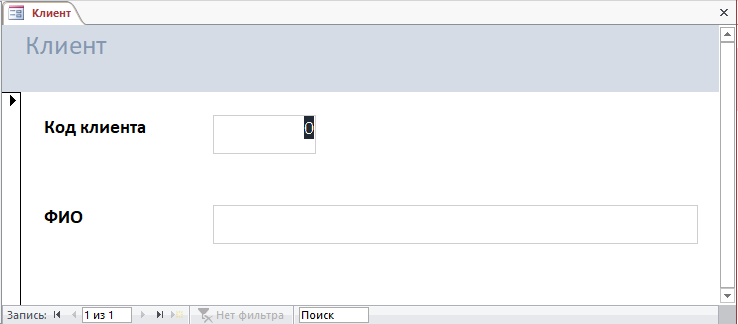 Клиент
Клиент
Код клиента 0
ФИО
Запись: 1 из 1 Нет фильтра Поиск